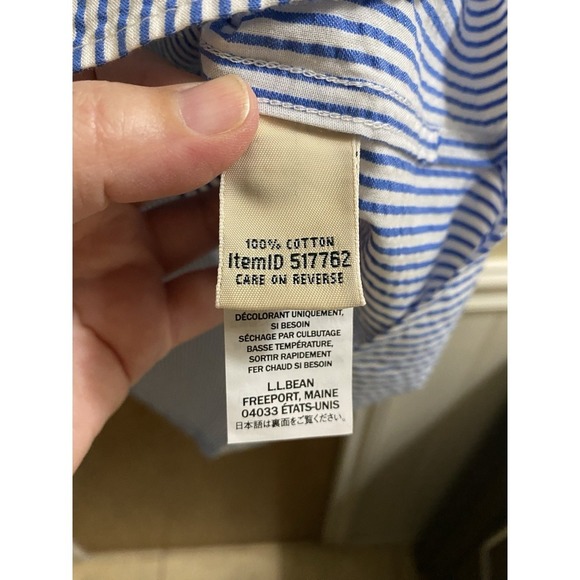 100% COTTON
ItemID 517762
CARE ON REVERSE
DÉCOLORANT UNIQUEMENT,
SI BESOIN
SÉCHAGE PAR CULBUTAGE
BASSE TEMPÉRATURE,
SORTIR RAPIDEMENT
FER CHAUD SI BESOIN
L.L.BEAN
FREEPORT, MAINE
04033 ÉTATS-UNIS
日本語は裏面をご覧ください。